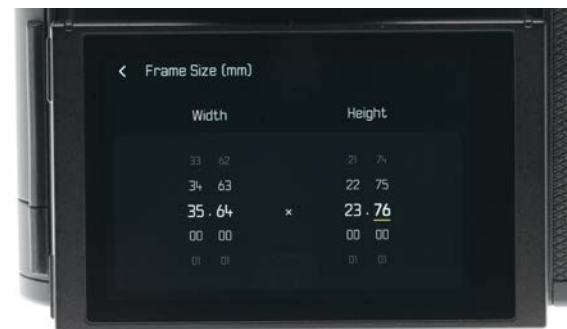 < Frame Size (mm)
Width Height
33 62 21 74
34 63 22 75
35.64 × 23.76
00 00 00 00
01 01 01 01